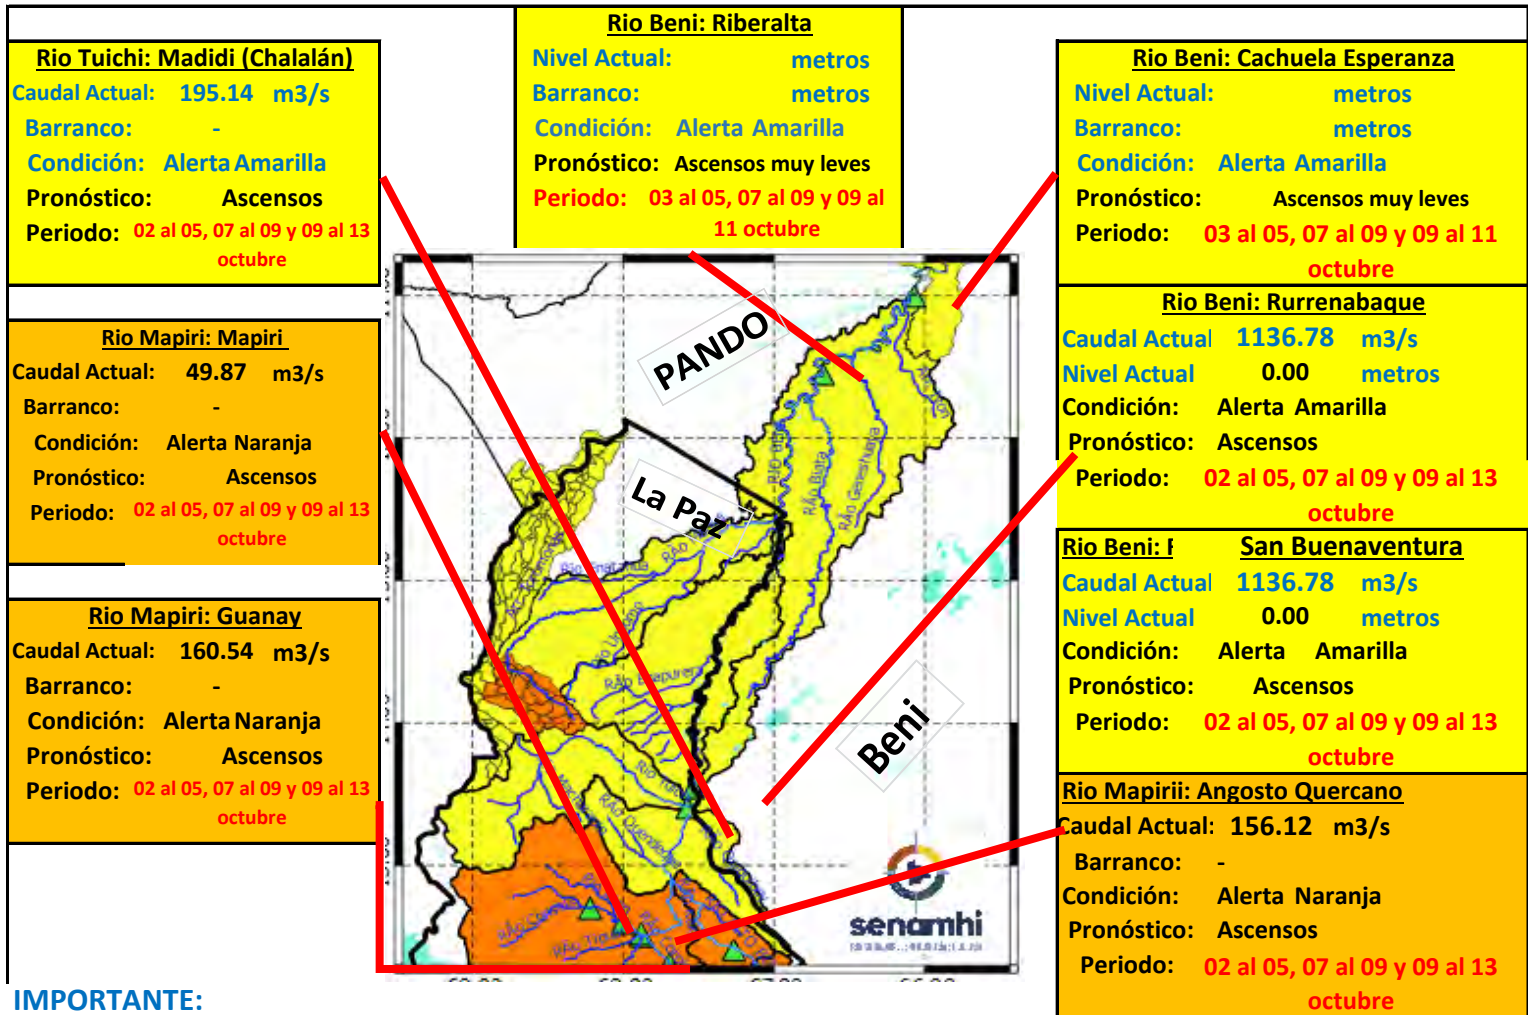 Rio Tuichi: Madidi (Chalalán)
Caudal Actual: 195.14 m3/s
Barranco: -
Condición: Alerta Amarilla
Pronóstico: Ascensos
Periodo: 02 al 05, 07 al 09 y 09 al 13
octubre
Rio Mapiri: Mapiri
Caudal Actual: 49.87 m3/s
Barranco: -
Condición: Alerta Naranja
Pronóstico: Ascensos
Periodo: 02 al 05, 07 al 09 y 09 al 13
octubre
Rio Mapiri: Guanay
Caudal Actual: 160.54 m3/s
Barranco: -
Condición: Alerta Naranja
Pronóstico: Ascensos
Periodo: 02 al 05, 07 al 09 y 09 al 13
octubre
Rio Beni: Riberalta
Nivel Actual: metros
Barranco: metros
Condición: Alerta Amarilla
Pronóstico: Ascensos muy leves
Periodo: 03 al 05, 07 al 09 y 09 al
11 octubre
PANDO
La Paz
Beni
senamhi
Rio Beni: Cachuela Esperanza
Nivel Actual: metros
Barranco: metros
Condición: Alerta Amarilla
Pronóstico: Ascensos muy leves
Periodo: 03 al 05, 07 al 09 y 09 al 11
octubre
Rio Beni: Rurrenabaque
Caudal Actual 1136.78 m3/s
Nivel Actual 0.00 metros
Condición: Alerta Amarilla
Pronóstico: Ascensos
Periodo: 02 al 05, 07 al 09 y 09 al 13
octubre
Rio Beni: San Buenaventura
Caudal Actual 1136.78 m3/s
Nivel Actual 0.00 metros
Condición: Alerta Amarilla
Pronóstico: Ascensos
Periodo: 02 al 05, 07 al 09 y 09 al 13
octubre
Rio Mapirii: Angosto Quercano
Caudal Actual: 156.12 m3/s
Barranco: -
Condición: Alerta Naranja
Pronóstico: Ascensos
Periodo: 02 al 05, 07 al 09 y 09 al 13
octubre
IMPORTANTE: